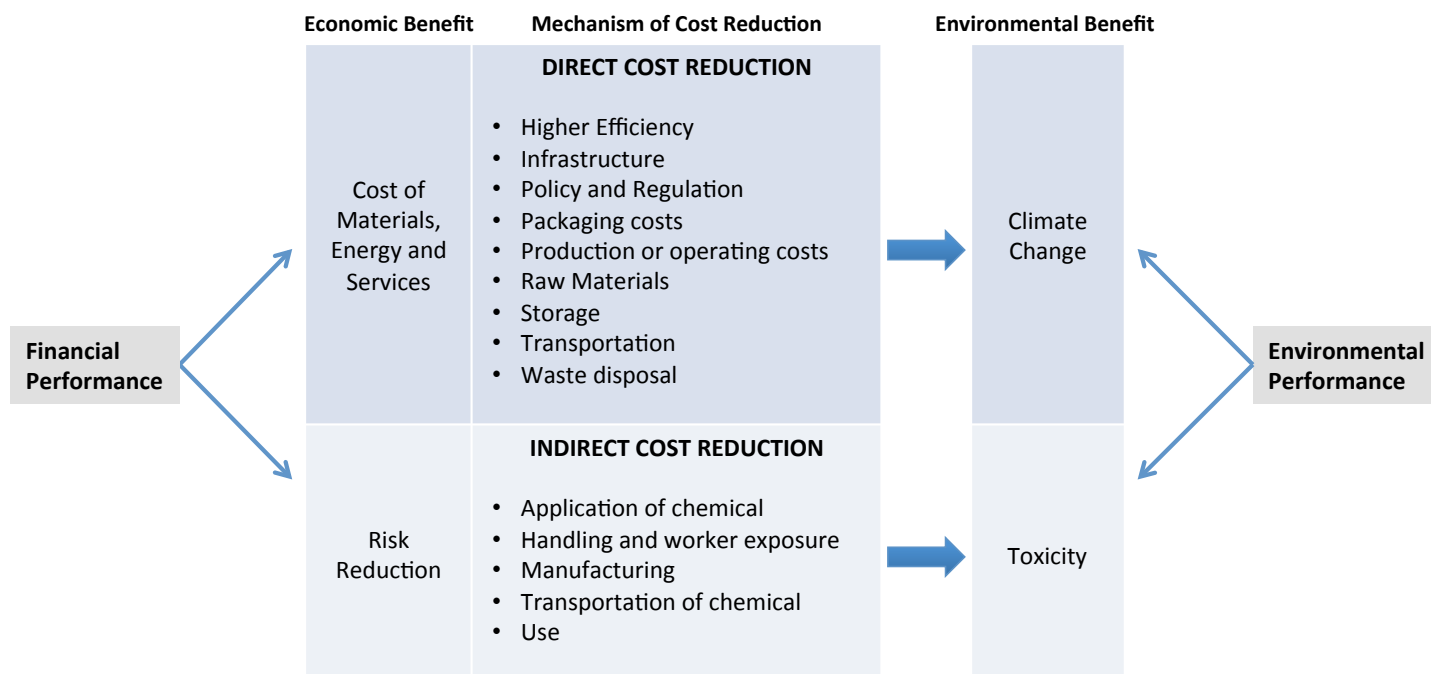 Economic Benefit
Mechanism of Cost Reduction
Environmental Benefit
Financial
Performance
Cost of
Materials,
Energy and
Services
DIRECT COST REDUCTION
• Higher Efficiency
• Infrastructure
• Policy and Regulation
• Packaging costs
• Production or operating costs
• Raw Materials
• Storage
• Transportation
• Waste disposal
Climate
Change
Risk
Reduction
INDIRECT COST REDUCTION
• Application of chemical
• Handling and worker exposure
• Manufacturing
• Transportation of chemical
• Use
Toxicity
Environmental
Performance